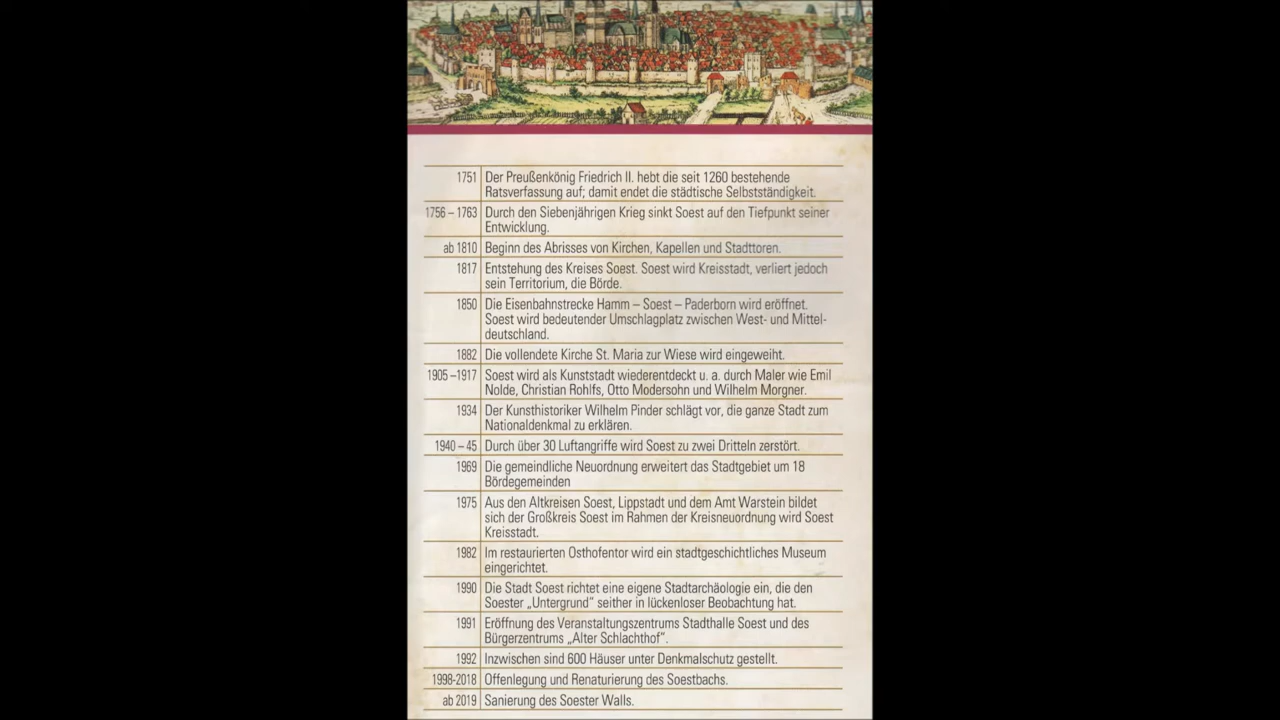 1751 Der Preußenkönig Friedrich II. hebt die seit 1260 bestehende
Ratsverfassung auf; damit endet die städtische Selbstständigkeit.
1756 – 1763 Durch den Siebenjährigen Krieg sinkt Soest auf den Tiefpunkt seiner
Entwicklung.
ab 1810 Beginn des Abrisses von Kirchen, Kapellen und Stadttoren.
1817 Entstehung des Kreises Soest. Soest wird Kreisstadt, verliert jedoch
sein Territorium, die Börde.
1850 Die Eisenbahnstrecke Hamm – Soest – Paderborn wird eröffnet.
Soest wird bedeutender Umschlagplatz zwischen West- und Mittel-
deutschland.
1882 Die vollendete Kirche St. Maria zur Wiese wird eingeweiht.
1905 –1917 Soest wird als Kunststadt wiederentdeckt u. a. durch Maler wie Emil
Nolde, Christian Rohlfs, Otto Modersohn und Wilhelm Morgner.
1934 Der Kunsthistoriker Wilhelm Pinder schlägt vor, die ganze Stadt zum
Nationaldenkmal zu erklären.
1940 – 45 Durch über 30 Luftangriffe wird Soest zu zwei Dritteln zerstört.
1969 Die gemeindliche Neuordnung erweitert das Stadtgebiet um 18
Bördegemeinden
1975 Aus den Altkreisen Soest, Lippstadt und dem Amt Warstein bildet
sich der Großkreis Soest im Rahmen der Kreisneuordnung wird Soest
Kreisstadt.
1982 Im restaurierten Osthofentor wird ein stadtgeschichtliches Museum
eingerichtet.
1990 Die Stadt Soest richtet eine eigene Stadtarchäologie ein, die den
Soester „Untergrund“ seither in lückenloser Beobachtung hat.
1991 Eröffnung des Veranstaltungszentrums Stadthalle Soest und des
Bürgerzentrums „Alter Schlachthof“.
1992 Inzwischen sind 600 Häuser unter Denkmalschutz gestellt.
1998-2018 Offenlegung und Renaturierung des Soestbachs.
ab 2019 Sanierung des Soester Walls.